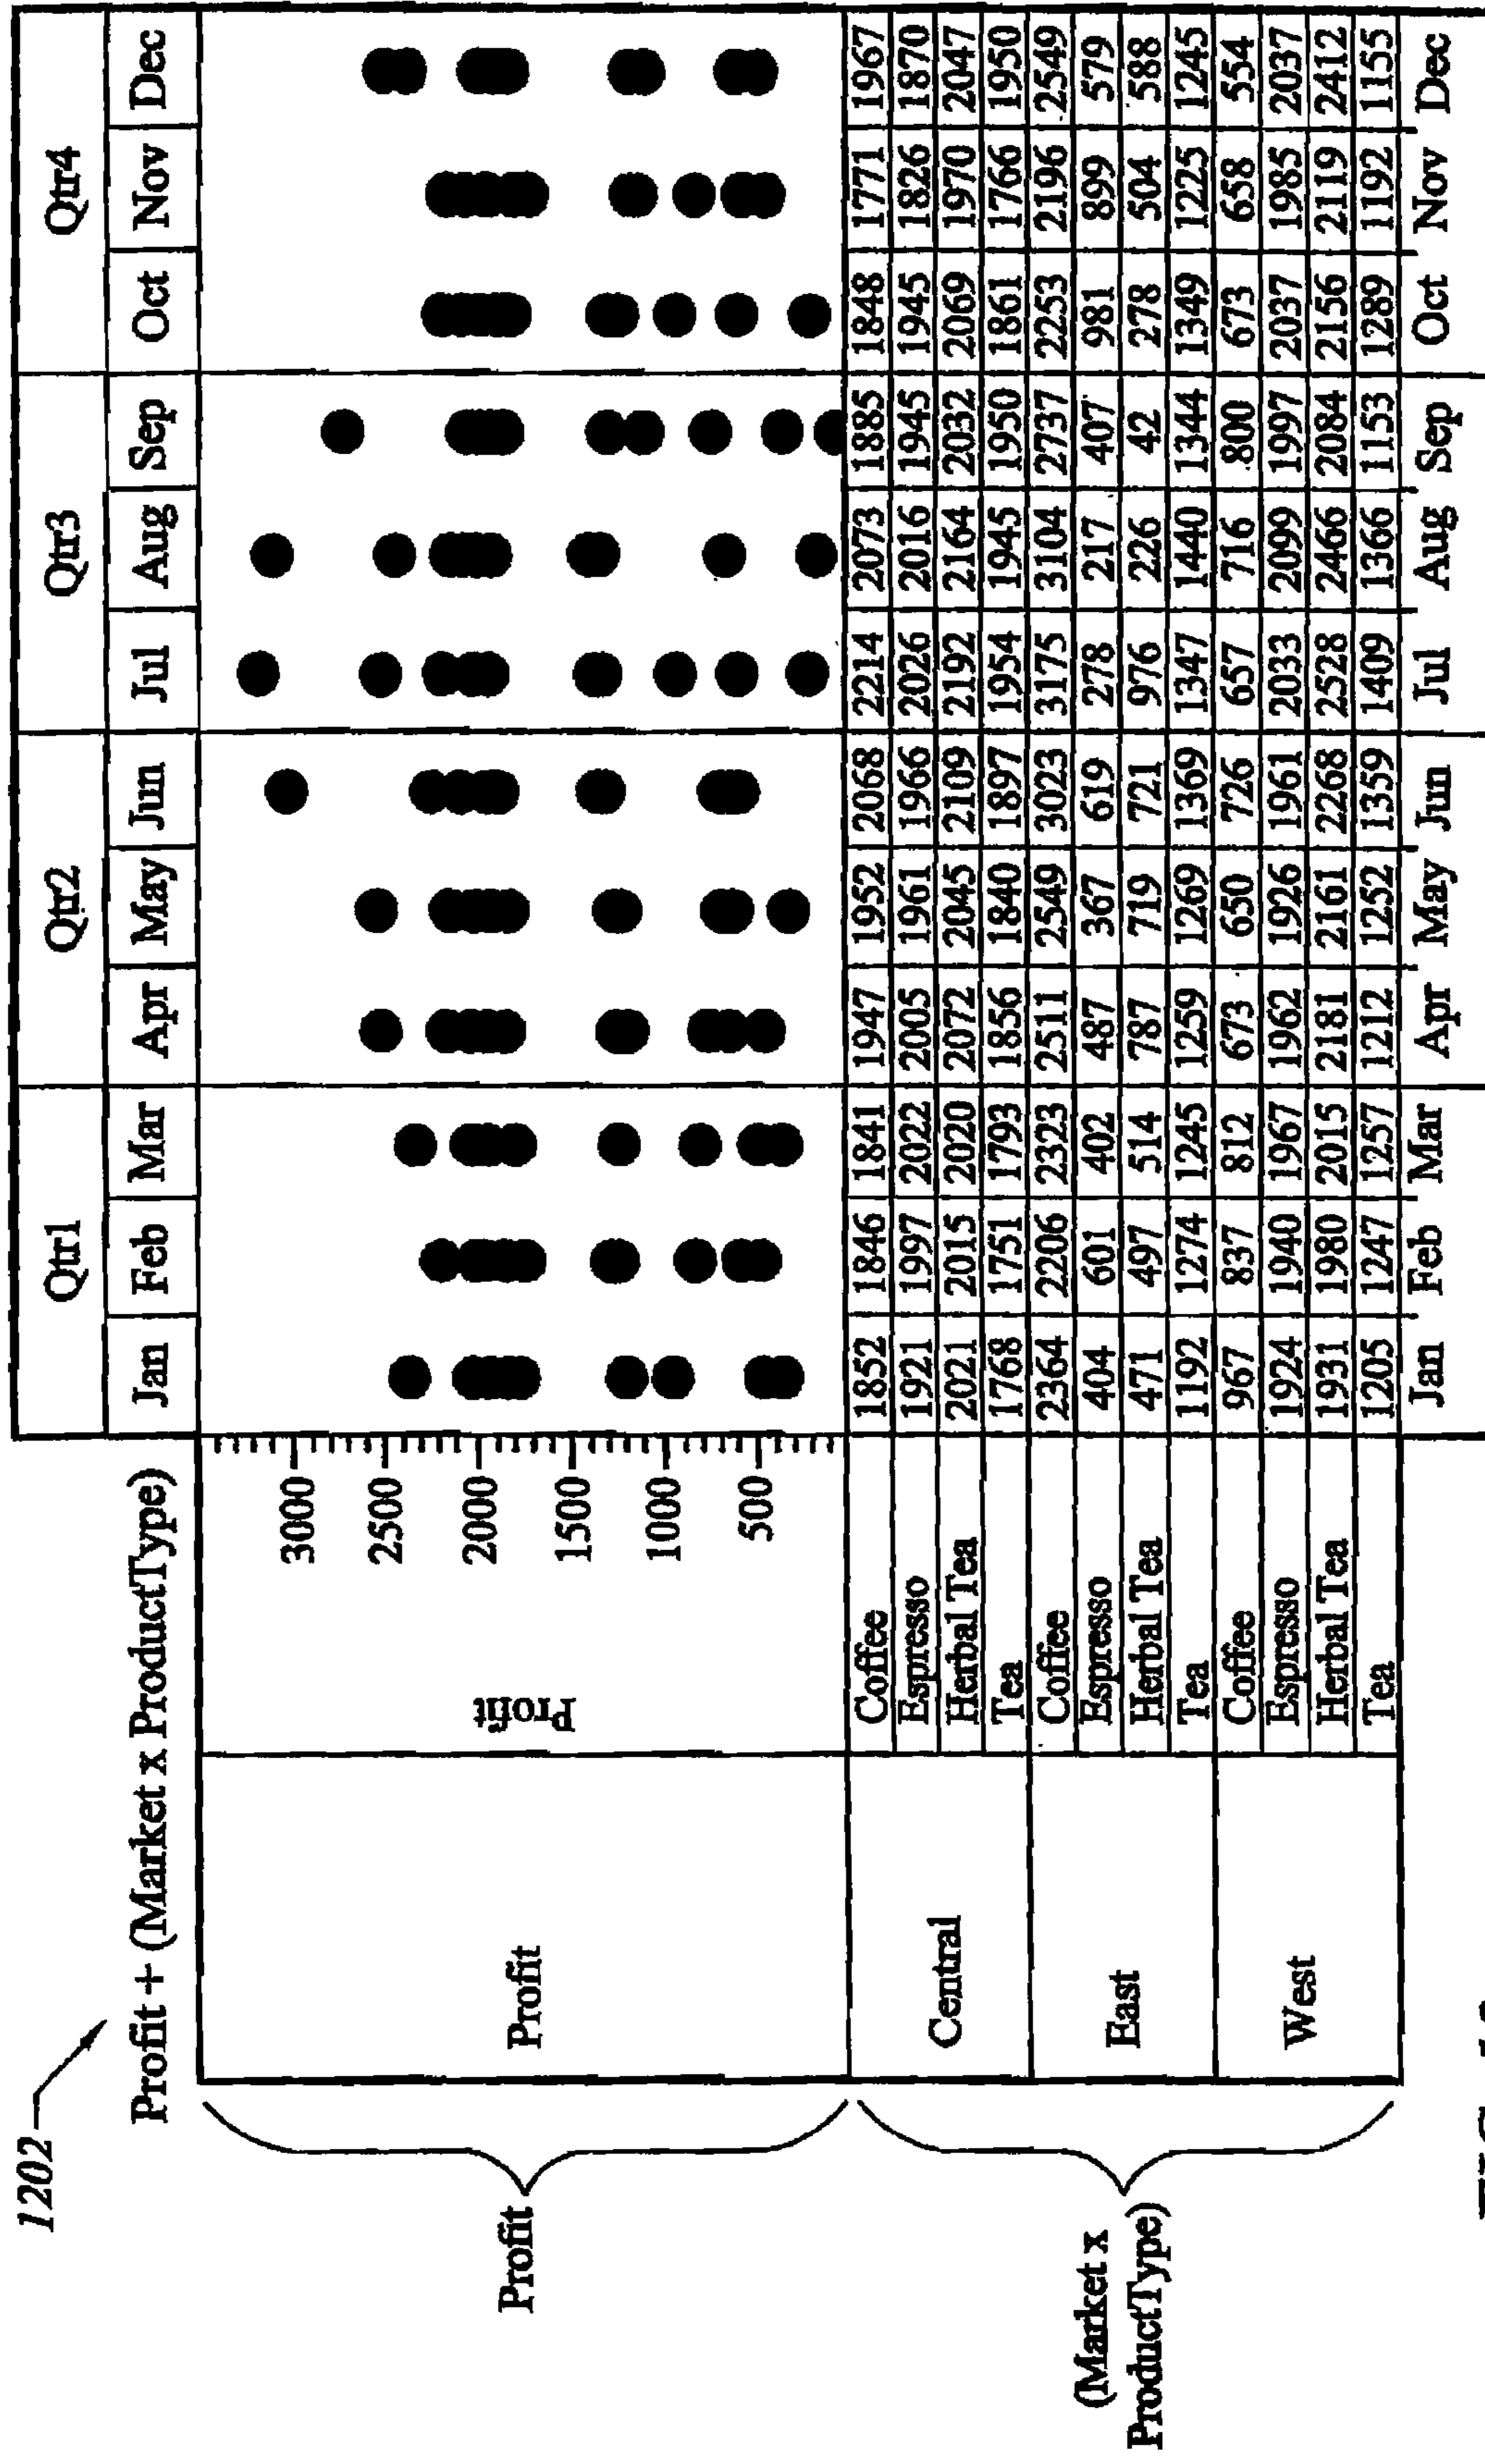 1202
Profit + (Market x ProductType)
Qtr1 Qtr2 Qtr3 Qtr4
Jan Feb Mar Apr May Jun Jul Aug Sep Oct Nov Dec
Profit
Profit
Profit
3000
2500
2000
1500
1000
500
(Market x
ProductType)
Central
Coffee 1852 1846 1841 1947 1952 2068 2214 2073 1885 1848 1771 1967
Espresso 1921 1997 2022 2005 1961 1966 2026 2016 1945 1945 1826 1870
Herbal Tea 2021 2015 2020 2072 2045 2109 2192 2164 2032 2069 1970 2047
Tea 1768 1751 1793 1856 1840 1897 1954 1945 1950 1861 1766 1950
East
Coffee 2364 2206 2323 2511 2549 3023 3175 3104 2737 2253 2196 2549
Espresso 404 601 402 487 367 619 278 217 407 981 899 579
Herbal Tea 471 497 514 787 719 721 976 226 42 278 504 588
Tea 1192 1274 1245 1259 1269 1369 1347 1440 1344 1349 1225 1245
West
Coffee 967 837 812 673 650 726 657 716 800 673 658 554
Espresso 1924 1940 1967 1962 1926 1961 2033 2099 1997 2037 1985 2037
Herbal Tea 1931 1980 2015 2181 2161 2268 2528 2466 2084 2156 2119 2412
Tea 1205 1247 1257 1212 1252 1359 1409 1366 1153 1289 1192 1155
Jan Feb Mar Apr May Jun Jul Aug Sep Oct Nov Dec